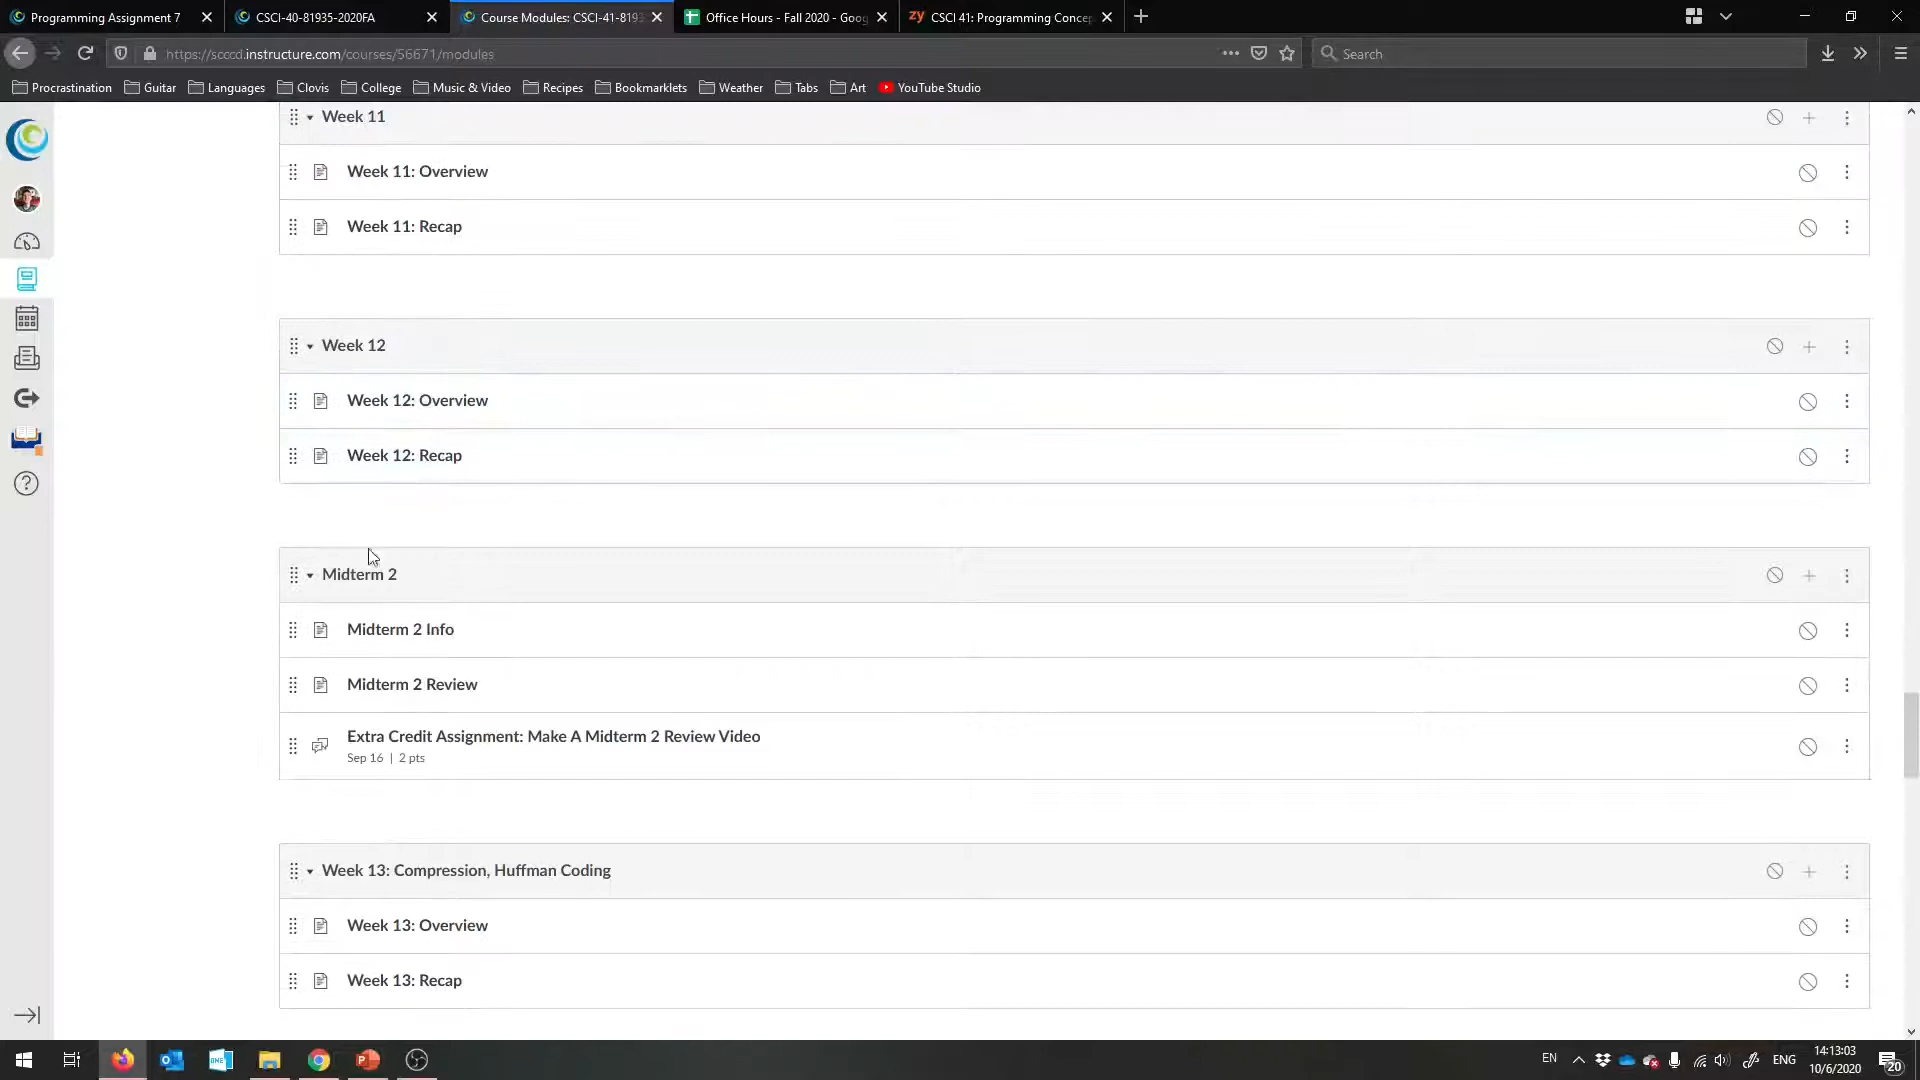 Programming Assignment 7
CSCI-40-81935-2020FA
Course Modules: CSCI-41-8193
Office Hours - Fall 2020 - Goog
zy CSCI 41: Programming Concep
https://scccd.instructure.com/courses/56671/modules
Search
Procrastination
Guitar
Languages
Clovis
College
Music & Video
Recipes
Bookmarklets
Weather
Tabs
Art
YouTube Studio
Week 11
Week 11: Overview
Week 11: Recap
Week 12
Week 12: Overview
Week 12: Recap
Midterm 2
Midterm 2 Info
Midterm 2 Review
Extra Credit Assignment: Make A Midterm 2 Review Video
Sep 16 | 2 pts
Week 13: Compression, Huffman Coding
Week 13: Overview
Week 13: Recap
EN
ENG
14:13:03
10/6/2020
20